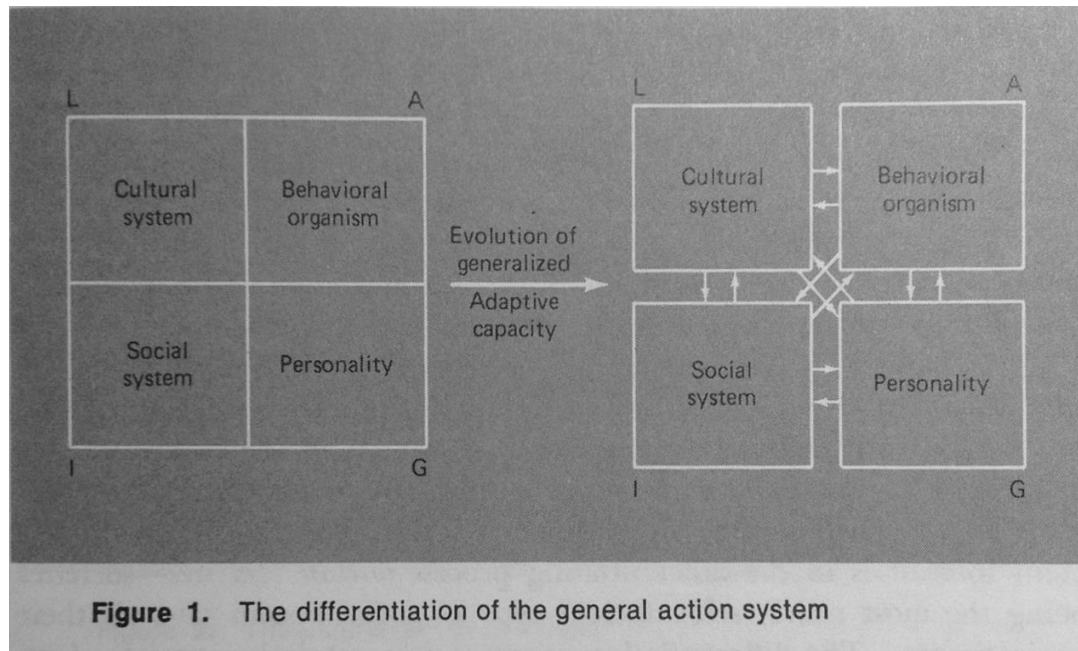 L
A
Cultural
system
Behavioral
organism
Social
system
Personality
I
G
Evolution of
generalized
Adaptive
capacity
L
A
Cultural
system
Behavioral
organism
Social
system
Personality
I
G
Figure 1. The differentiation of the general action system